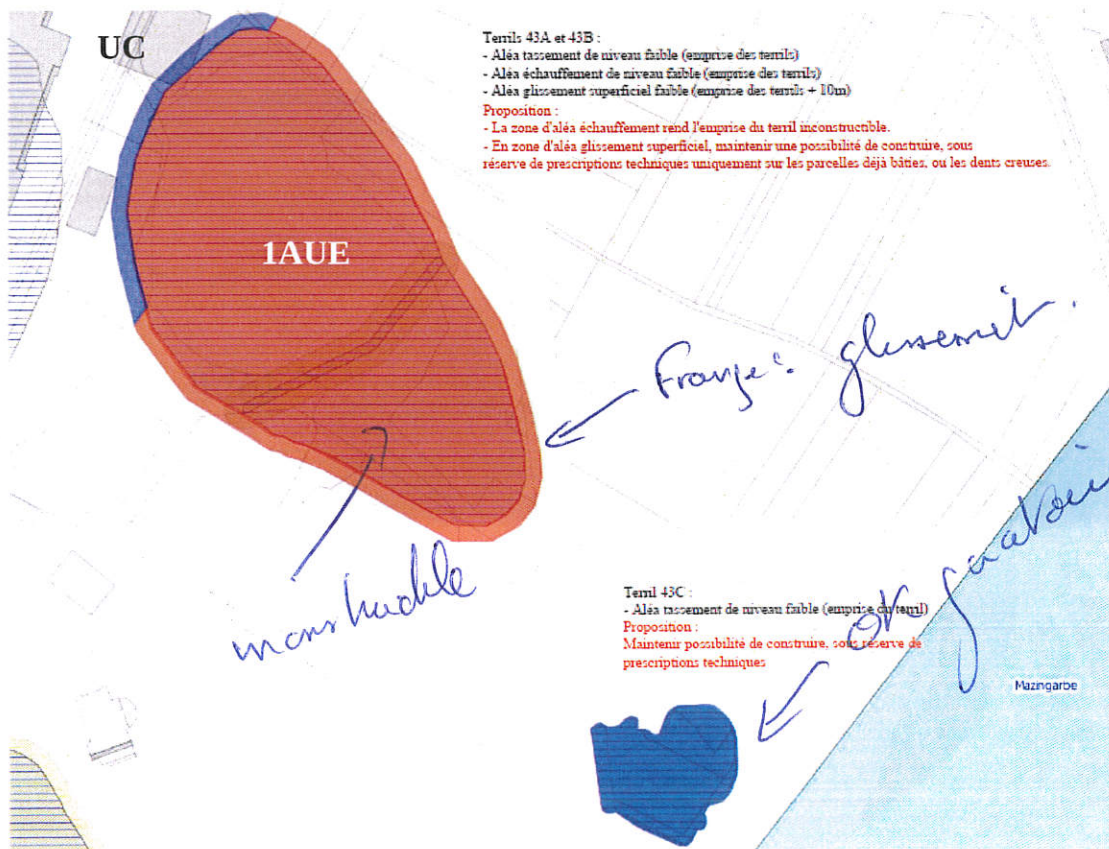 UC
Terrils 43A et 43B :
- Aléa tassement de niveau faible (emprise des terrils)
- Aléa échauffement de niveau faible (emprise des terrils)
- Aléa glissement superficiel faible (emprise des terrils + 10m)
Proposition :
- La zone d'aléa échauffement rend l'emprise du terril inconstructible.
- En zone d'aléa glissement superficiel, maintenir une possibilité de construire, sous
réserve de prescriptions techniques uniquement sur les parcelles déjà bâties, ou les dents creuses.
1AUE
glissement.
Terril 43C :
- Aléa tassement de niveau faible (emprise du terril)
Proposition :
Maintenir possibilité de construire, sous réserve de
prescriptions techniques
OK
Mazingarbe